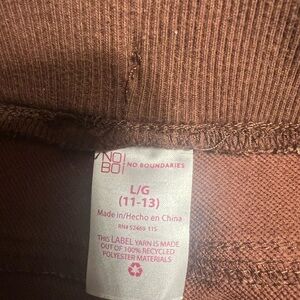 NO
BO
NO BOUNDARIES
L/G
(11-13)
Made in/Hecho en China
RN# 52469 115
THIS LABEL YARN IS MADE
OUT OF 100% RECYCLED
POLYESTER MATERIALS